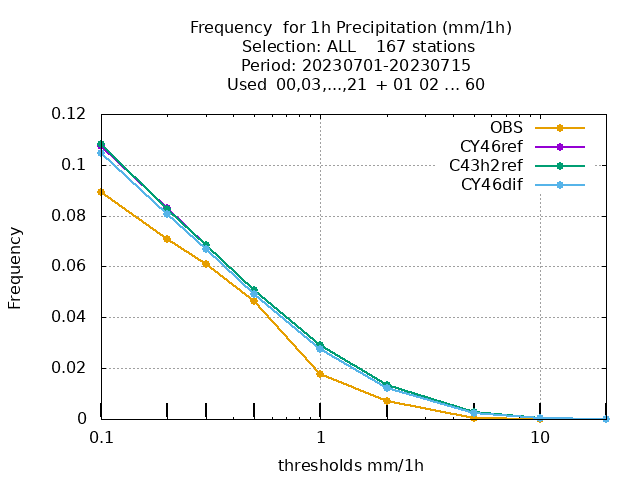 Frequency  for 1h Precipitation (mm/1h)
Selection: ALL    167 stations
Period: 20230701-20230715
Used  00,03,...,21  + 01 02 ... 60
OBS
CY46ref
C43h2ref
CY46dif
0.12
0.1
0.08
0.06
0.04
0.02
0
Frequency
0.1
1
10
thresholds mm/1h